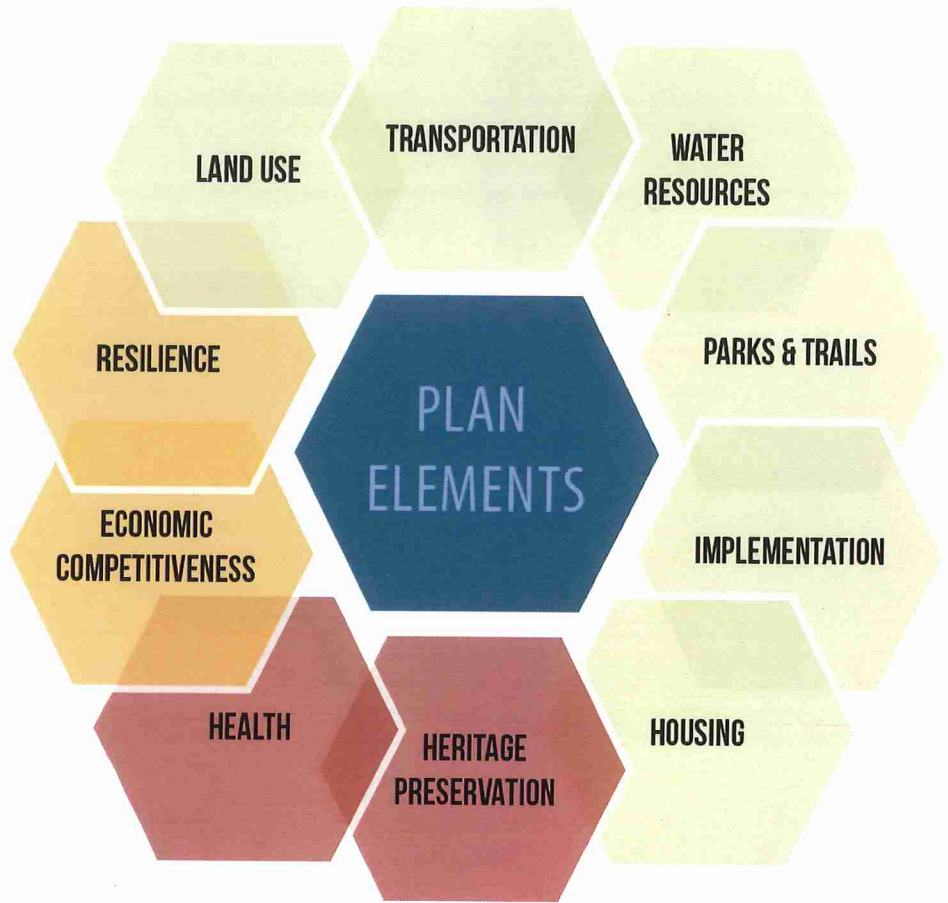 TRANSPORTATION
LAND USE
WATER
RESOURCES
RESILIENCE
PARKS & TRAILS
PLAN
ELEMENTS
ECONOMIC
COMPETITIVENESS
IMPLEMENTATION
HEALTH
HERITAGE
PRESERVATION
HOUSING